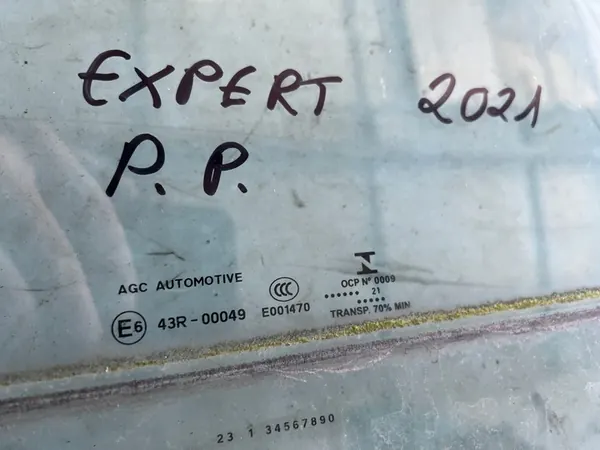 EXPERT 2021
P. P.
AGC AUTOMOTIVE
E6 43R-00049
CCC
E001470
OCP Nº 0009
...... 21
.....
TRANSP. 70% MIN
23 1 34567890